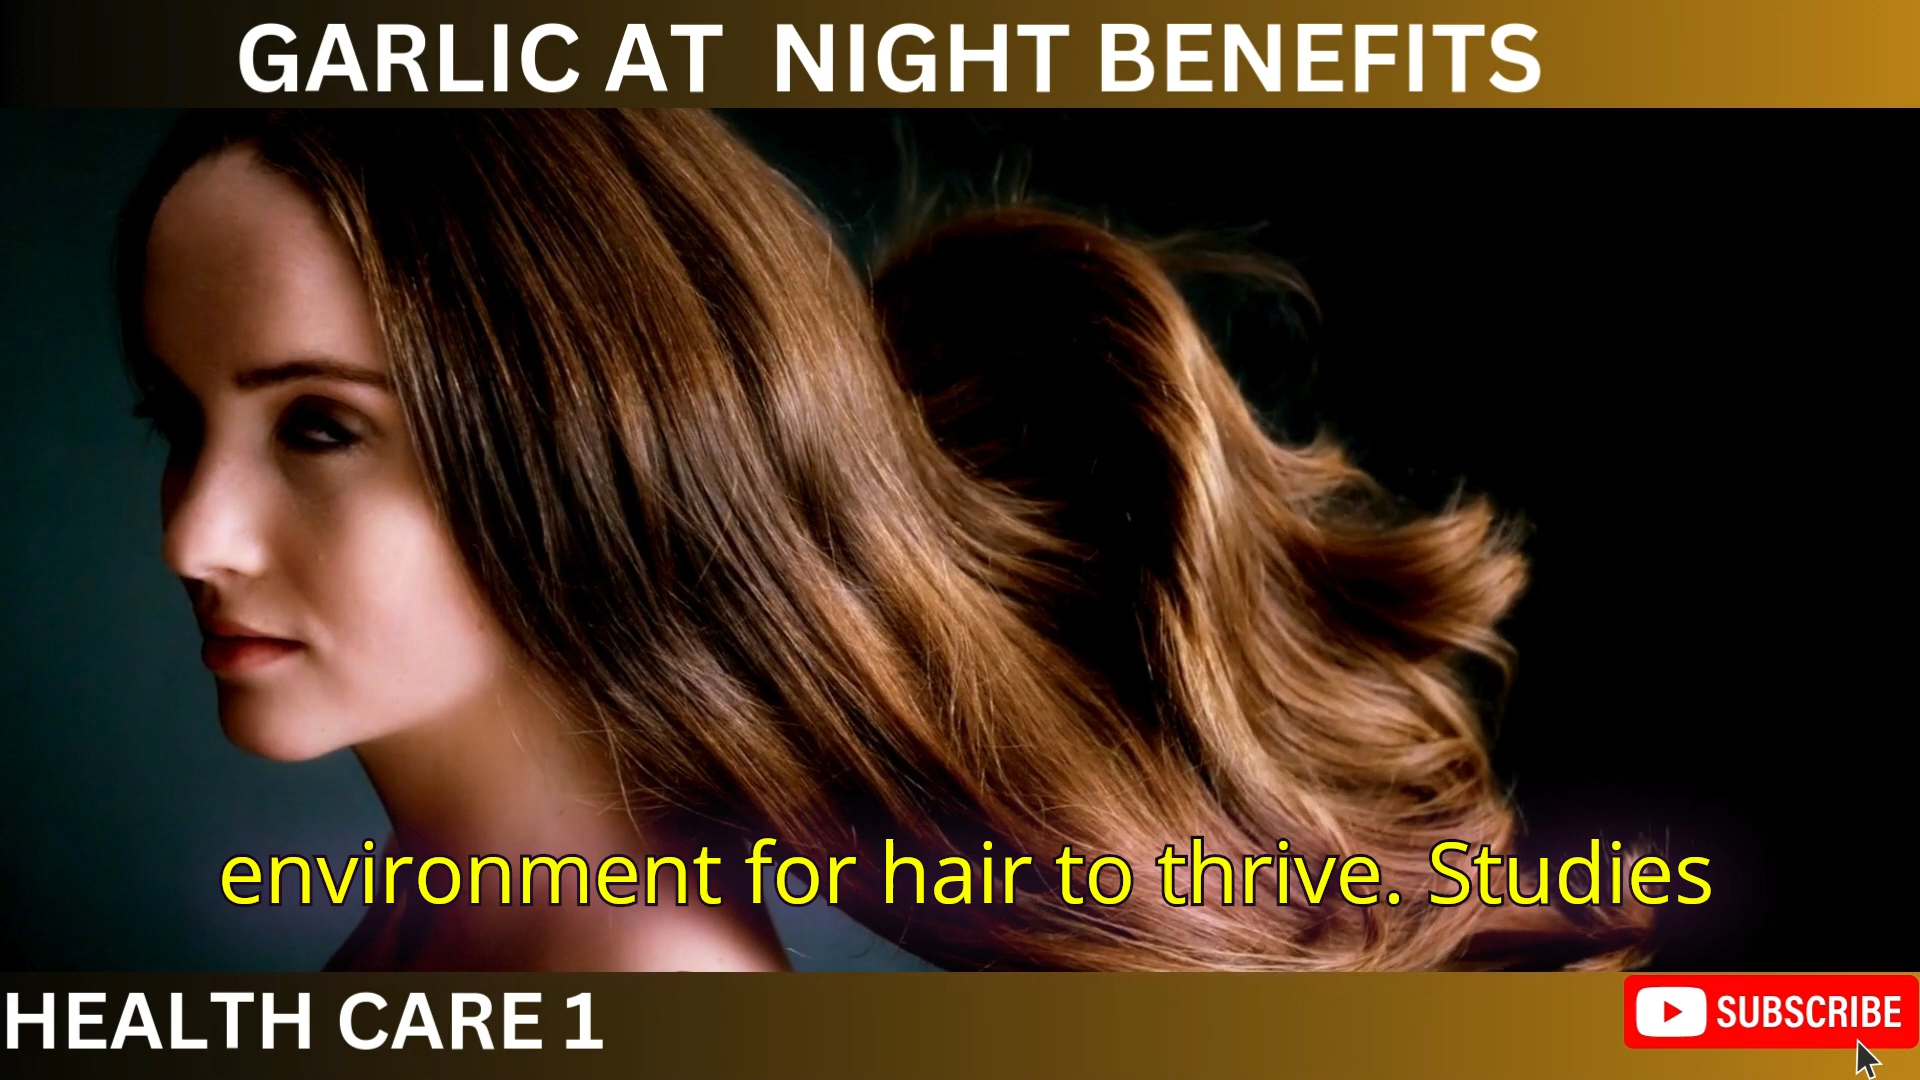 GARLIC AT NIGHT BENEFITS
environment for hair to thrive. Studies
HEALTH CARE 1
SUBSCRIBE